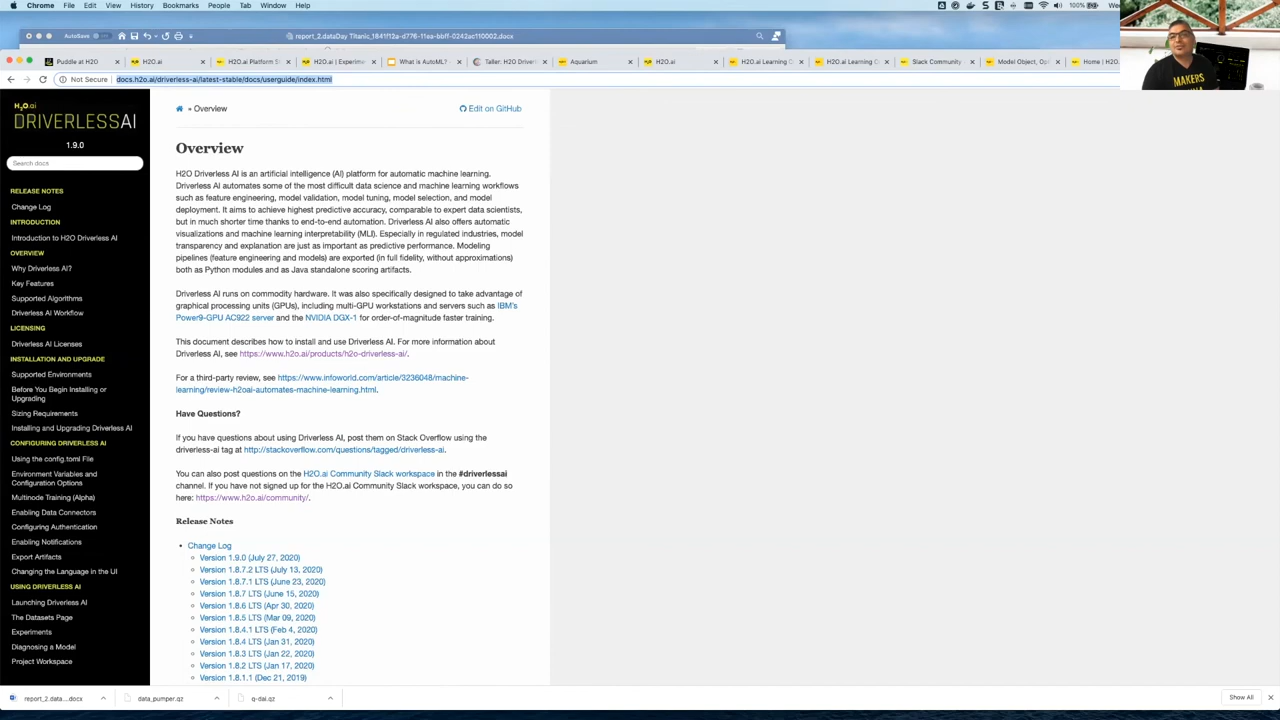 Chrome File Edit View History Bookmarks People Tab Window Help
100%
AutoSave
report_2.dataDay Titanic_1841f12a-d776-11ea-bbff-0242ac110002.docx
Puddle at H2O
H2O.ai
H2O.ai Platform S
H2O.ai | Experime
What is AutoML?
Taller: H2O Driver
Aquarium
H2O.ai
H2O.ai Learning C
H2O.ai Learning C
Slack Community
Model Object, Op
Home | H2O.
Not Secure docs.h2o.ai/driverless-ai/latest-stable/docs/userguide/index.html
MAKERS
H2O.ai
DRIVERLESSAI
1.9.0
Search docs
RELEASE NOTES
Change Log
INTRODUCTION
Introduction to H2O Driverless AI
OVERVIEW
Why Driverless AI?
Key Features
Supported Algorithms
Driverless AI Workflow
LICENSING
Driverless AI Licenses
INSTALLATION AND UPGRADE
Supported Environments
Before You Begin Installing or
Upgrading
Sizing Requirements
Installing and Upgrading Driverless AI
CONFIGURING DRIVERLESS AI
Using the config.toml File
Environment Variables and
Configuration Options
Multinode Training (Alpha)
Enabling Data Connectors
Configuring Authentication
Enabling Notifications
Export Artifacts
Changing the Language in the UI
USING DRIVERLESS AI
Launching Driverless AI
The Datasets Page
Experiments
Diagnosing a Model
Project Workspace
» Overview
Edit on GitHub
Overview
H2O Driverless AI is an artificial intelligence (AI) platform for automatic machine learning.
Driverless AI automates some of the most difficult data science and machine learning workflows
such as feature engineering, model validation, model tuning, model selection, and model
deployment. It aims to achieve highest predictive accuracy, comparable to expert data scientists,
but in much shorter time thanks to end-to-end automation. Driverless AI also offers automatic
visualizations and machine learning interpretability (MLI). Especially in regulated industries, model
transparency and explanation are just as important as predictive performance. Modeling
pipelines (feature engineering and models) are exported (in full fidelity, without approximations)
both as Python modules and as Java standalone scoring artifacts.
Driverless AI runs on commodity hardware. It was also specifically designed to take advantage of
graphical processing units (GPUs), including multi-GPU workstations and servers such as IBM's
Power9-GPU AC922 server and the NVIDIA DGX-1 for order-of-magnitude faster training.
This document describes how to install and use Driverless AI. For more information about
Driverless AI, see https://www.h2o.ai/products/h2o-driverless-ai/.
For a third-party review, see https://www.infoworld.com/article/3236048/machine-
learning/review-h2oai-automates-machine-learning.html.
Have Questions?
If you have questions about using Driverless AI, post them on Stack Overflow using the
driverless-ai tag at http://stackoverflow.com/questions/tagged/driverless-ai.
You can also post questions on the H2O.ai Community Slack workspace in the #driverlessai
channel. If you have not signed up for the H2O.ai Community Slack workspace, you can do so
here: https://www.h2o.ai/community/.
Release Notes
Change Log
Version 1.9.0 (July 27, 2020)
Version 1.8.7.2 LTS (July 13, 2020)
Version 1.8.7.1 LTS (June 23, 2020)
Version 1.8.7 LTS (June 15, 2020)
Version 1.8.6 LTS (Apr 30, 2020)
Version 1.8.5 LTS (Mar 09, 2020)
Version 1.8.4.1 LTS (Feb 4, 2020)
Version 1.8.4 LTS (Jan 31, 2020)
Version 1.8.3 LTS (Jan 22, 2020)
Version 1.8.2 LTS (Jan 17, 2020)
Version 1.8.1.1 (Dec 21, 2019)
report_2.data....docx
data_pumper.gz
q-dai.gz
Show All